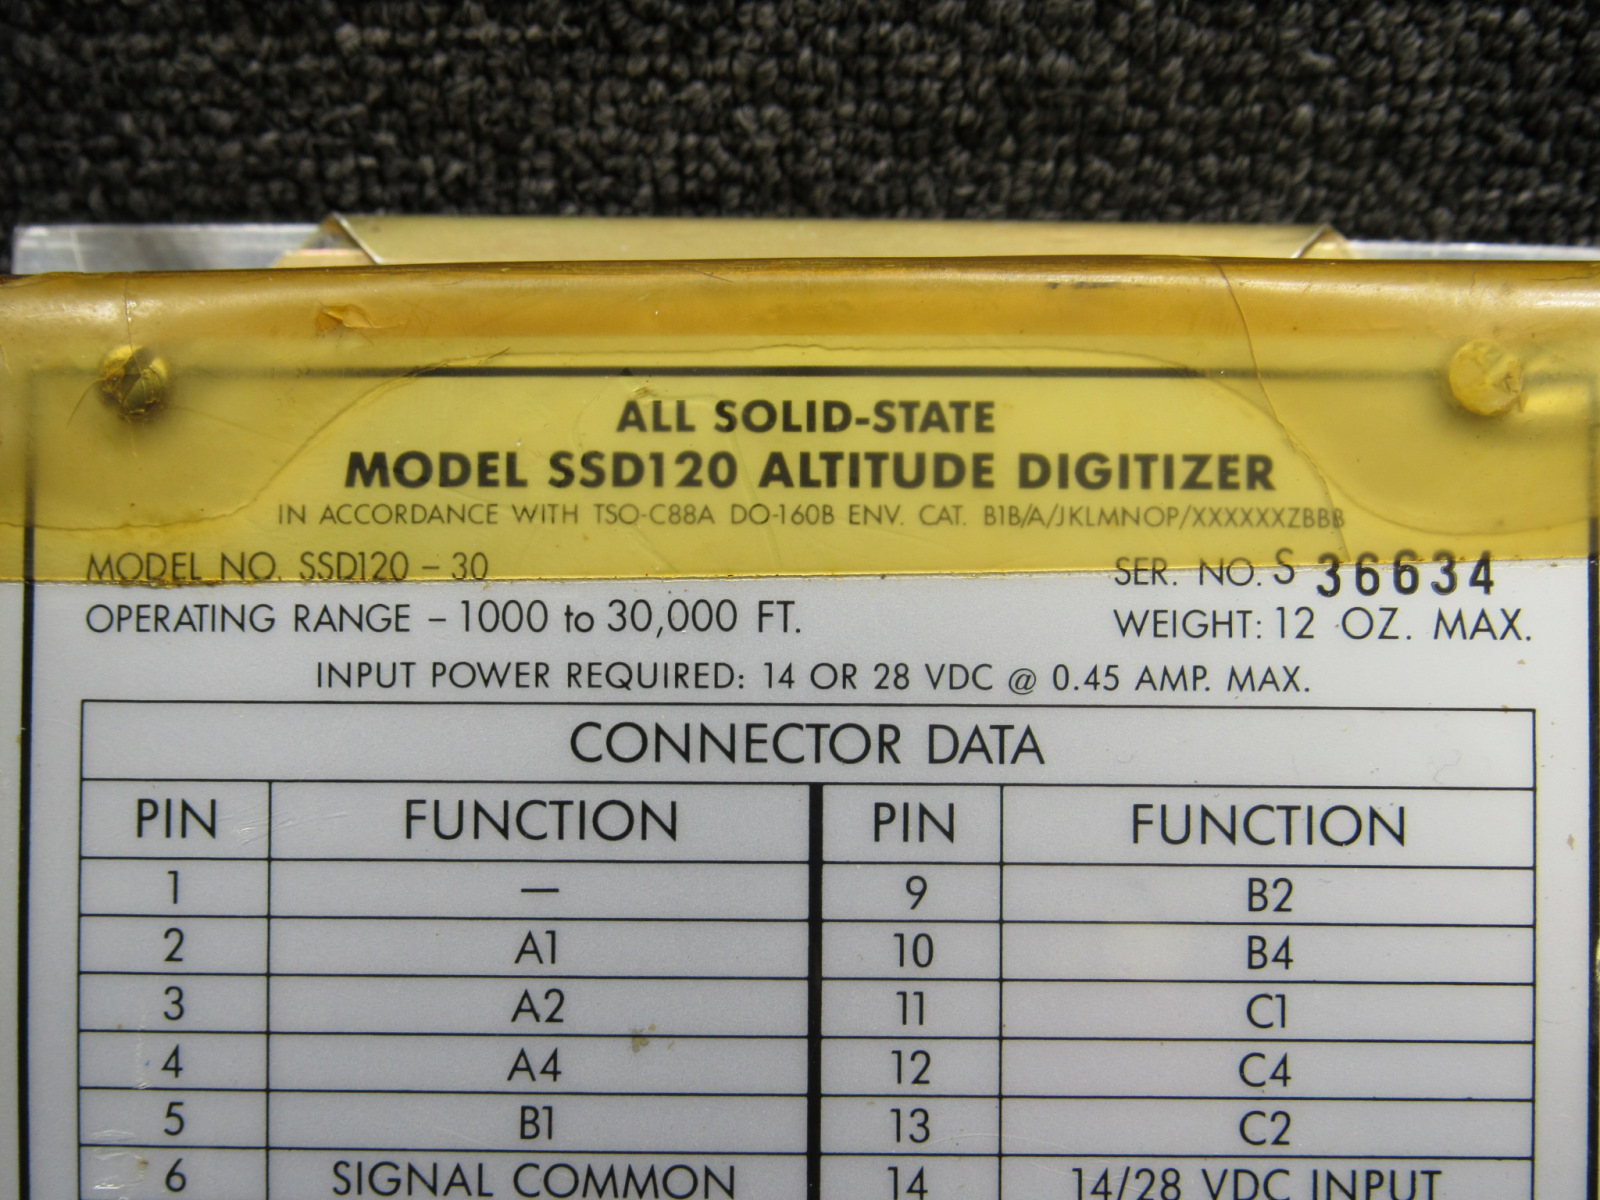 ALL SOLID-STATE
MODEL SSD120 ALTITUDE DIGITIZER
IN ACCORDANCE WITH TSO-C88A DO-160B ENV. CAT. B1B/A/JKLMNOP/XXXXXXZBBB
MODEL NO. SSD120 - 30 SER. NO. S 36634
OPERATING RANGE - 1000 to 30,000 FT. WEIGHT: 12 OZ. MAX.
INPUT POWER REQUIRED: 14 OR 28 VDC @ 0.45 AMP. MAX.
CONNECTOR DATA
PIN FUNCTION PIN FUNCTION
1 — 9 B2
2 A1 10 B4
3 A2 11 C1
4 A4 12 C4
5 B1 13 C2
6 SIGNAL COMMON 14 14/28 VDC INPUT